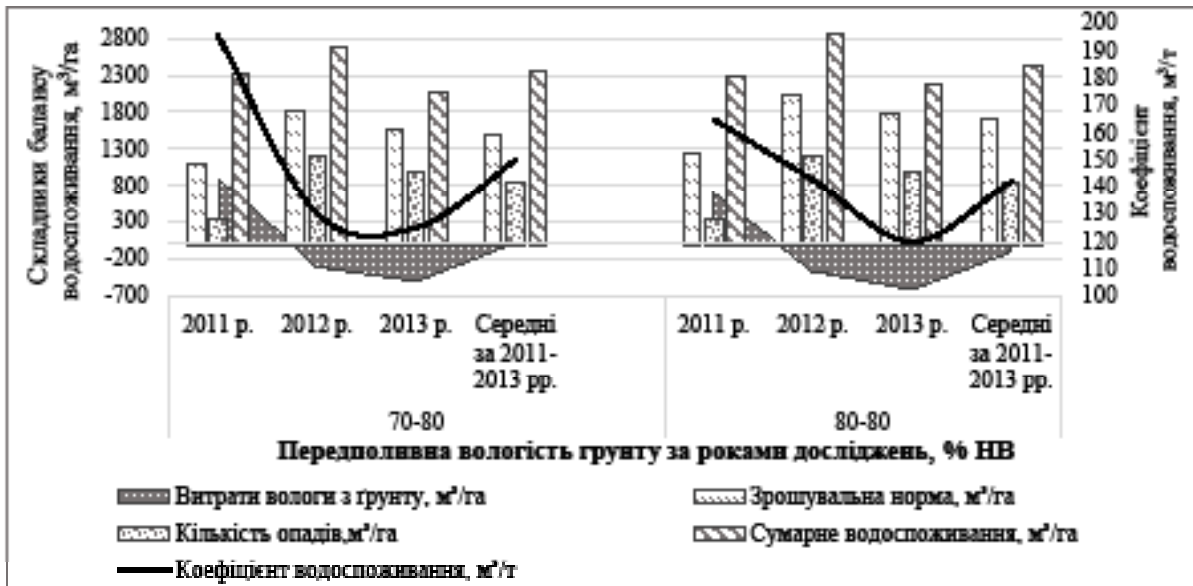 Складники балансу
водоспоживання, м³/га
2800
2300
1800
1300
800
300
-200
-700
200
190
180
170
160
150
140
130
120
110
100
Коефіцієнт
водоспоживання, м³/т
2011 р. 2012 р. 2013 р. Середні
за 2011-
2013 рр.
2011 р. 2012 р. 2013 р. Середні
за 2011-
2013 рр.
70-80 80-80
Передполивна вологість грунту за роками досліджень, % НВ
Витрати вологи з ґрунту, м³/га Зрошувальна норма, м³/га
Кількість опадів,м³/га Сумарне водоспоживання, м³/га
Коефіцієнт водоспоживання, м³/т